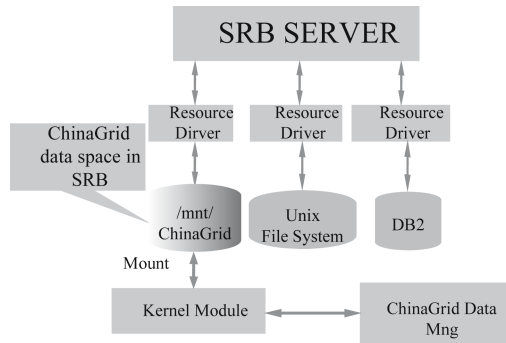 SRB SERVER
Resource
Dirver
Resource
Driver
Resource
Driver
ChinaGrid
data space in
SRB
/mnt/
ChinaGrid
Unix
File System
DB2
Mount
Kernel Module
ChinaGrid Data
Mng